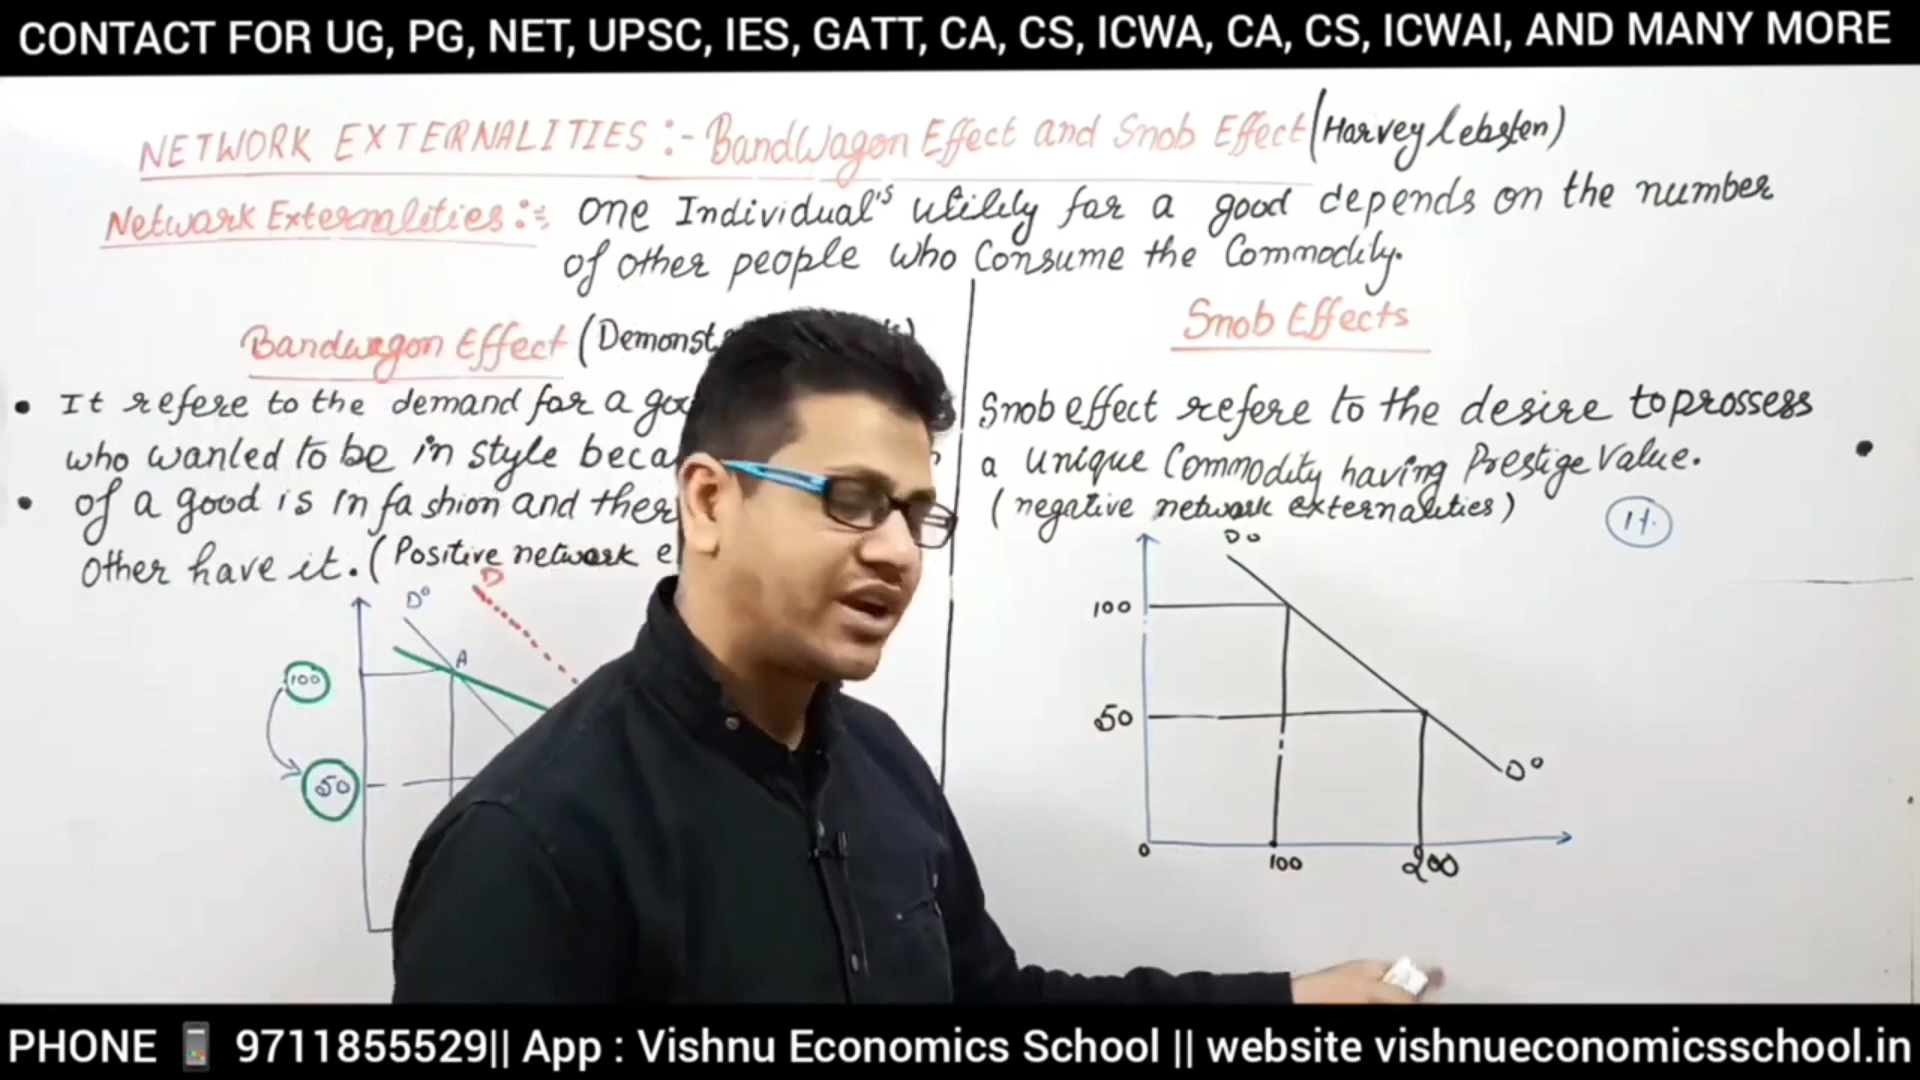 CONTACT FOR UG, PG, NET, UPSC, IES, GATT, CA, CS, ICWA, CA, CS, ICWAI, AND MANY MORE
NETWORK EXTERNALITIES :- BandWagon Effect and Snob Effect (Harvey Lebsten)
Network Externalities :- One Individual's utility for a good depends on the number
of other people who Consume the Commodity.
Bandwagon Effect (Demonst
• It refere to the demand for a go
who wanted to be in style beca
• of a good is in fashion and ther
Other have it. (Positive network e
D
D⁰
A
100
50
Snob Effects
Snob effect refere to the desire to prossess
a unique Commodity having Prestige Value.
(negative network externalities)
Do
100
50
D⁰
0
100
200
PHONE 9711855529|| App : Vishnu Economics School || website vishnueconomicsschool.in